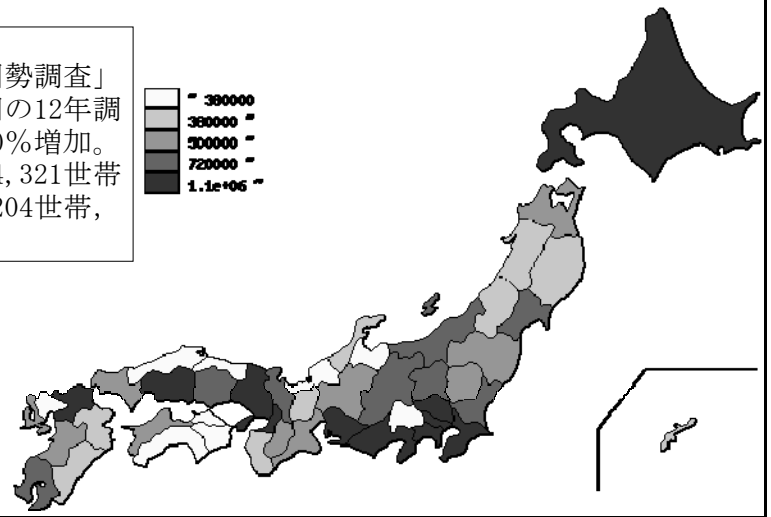 勢調査」
の12年調
％増加。
,321世帯
204世帯,
~ 380000
380000 ~
500000 ~
720000 ~
1.1e+06 ~